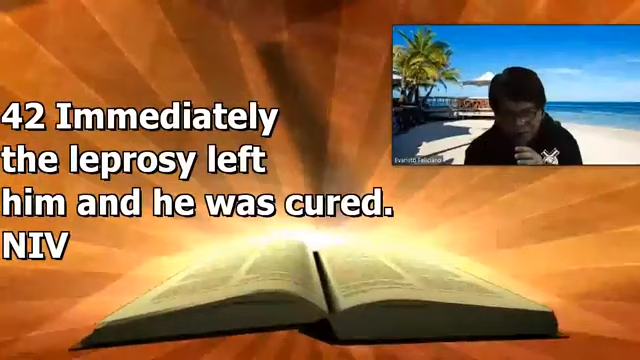 42 Immediately
the leprosy left
him and he was cured.
NIV
Evaristo Feliciano